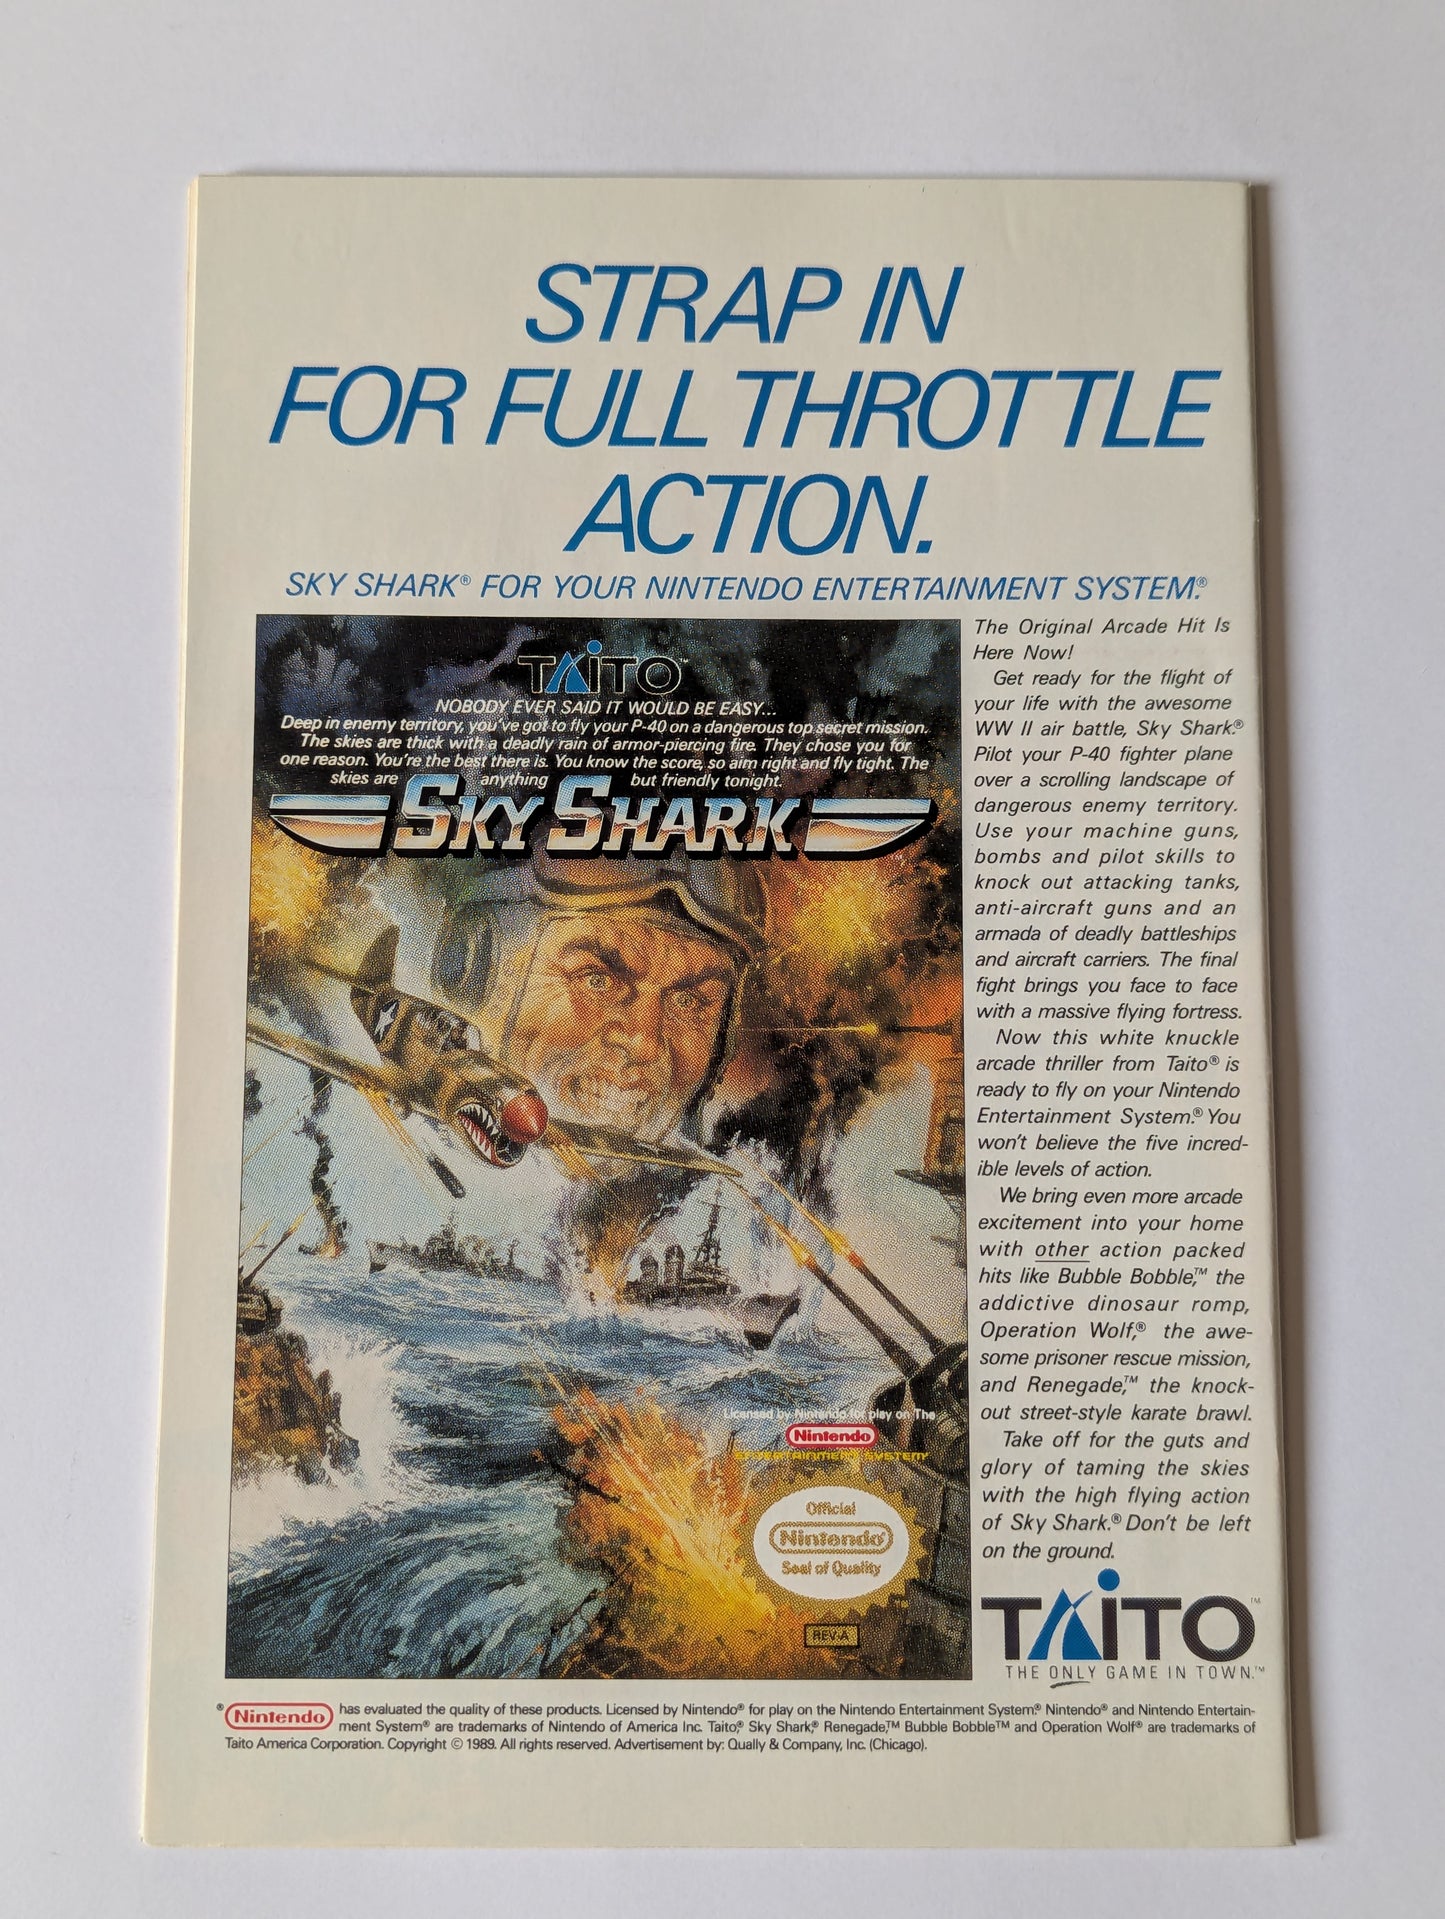 STRAP IN
FOR FULL THROTTLE
ACTION.
SKY SHARK® FOR YOUR NINTENDO ENTERTAINMENT SYSTEM.®
TAITO™
NOBODY EVER SAID IT WOULD BE EASY...
Deep in enemy territory, you've got to fly your P-40 on a dangerous top secret mission.
The skies are thick with a deadly rain of armor-piercing fire. They chose you for
one reason. You're the best there is. You know the score, so aim right and fly tight. The
skies are anything but friendly tonight.
SKY SHARK
Licensed by Nintendo for play on The
Nintendo
ENTERTAINMENT SYSTEM
Official
Nintendo®
Seal of Quality
REV-A
The Original Arcade Hit Is
Here Now!
Get ready for the flight of
your life with the awesome
WW II air battle, Sky Shark.®
Pilot your P-40 fighter plane
over a scrolling landscape of
dangerous enemy territory.
Use your machine guns,
bombs and pilot skills to
knock out attacking tanks,
anti-aircraft guns and an
armada of deadly battleships
and aircraft carriers. The final
fight brings you face to face
with a massive flying fortress.
Now this white knuckle
arcade thriller from Taito® is
ready to fly on your Nintendo
Entertainment System.® You
won't believe the five incred-
ible levels of action.
We bring even more arcade
excitement into your home
with other action packed
hits like Bubble Bobble,™ the
addictive dinosaur romp,
Operation Wolf,® the awe-
some prisoner rescue mission,
and Renegade,™ the knock-
out street-style karate brawl.
Take off for the guts and
glory of taming the skies
with the high flying action
of Sky Shark.® Don't be left
on the ground.
TAITO™
THE ONLY GAME IN TOWN.™
® Nintendo has evaluated the quality of these products. Licensed by Nintendo® for play on the Nintendo Entertainment System.® Nintendo® and Nintendo Entertain-
ment System® are trademarks of Nintendo of America Inc. Taito,® Sky Shark,® Renegade,™ Bubble Bobble™ and Operation Wolf® are trademarks of
Taito America Corporation. Copyright © 1989. All rights reserved. Advertisement by: Qually & Company, Inc. (Chicago).